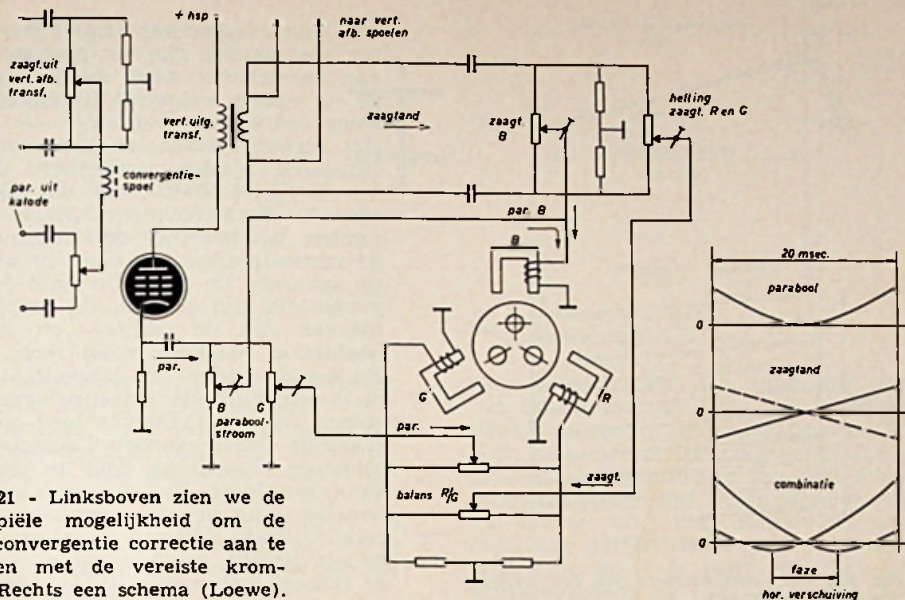 + hsp
naar vert.
afb. spoelen
zaagt. uit
vert. afb.
transf.
vert. uitg.
transf.
zaagtand
zaagt.
B
helling
zaagt. R en G
convergentie-
spoel
par. uit
katode
par. B
B
20 msec.
parabool
0
par.
G
R
zaagtand
0
B
G
parabool-
stroom
par.
zaagt.
balans R/G
combinatie
0
faze
hor. verschuiving
21 - Linksboven zien we de
piële mogelijkheid om de
convergentie correctie aan te
en met de vereiste krom-
Rechts een schema (Loewe).